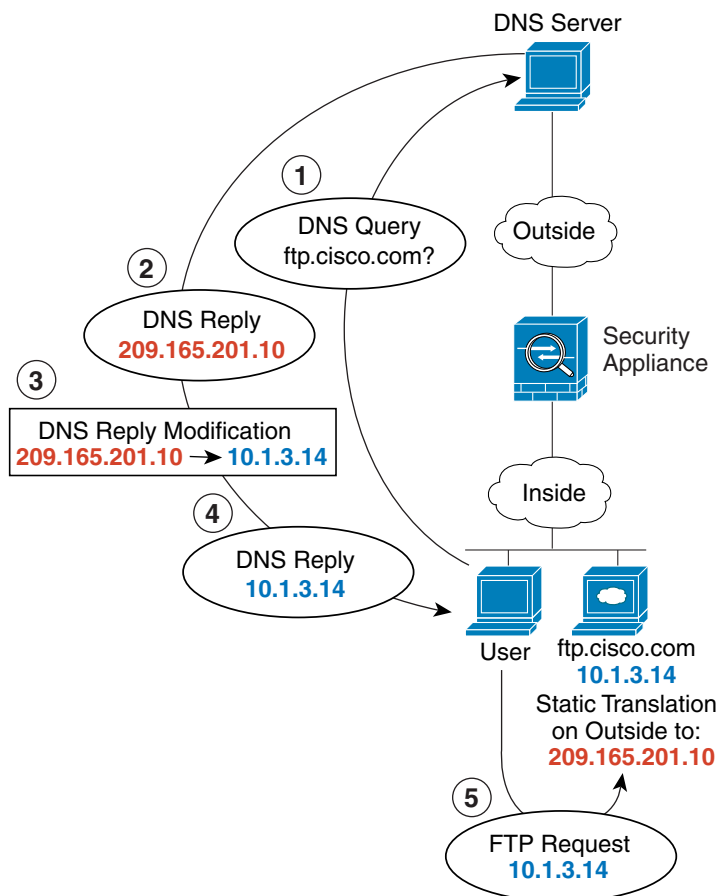 DNS Server
1
DNS Query
ftp.cisco.com?
Outside
2
DNS Reply
209.165.201.10
Security
Appliance
3
DNS Reply Modification
209.165.201.10 → 10.1.3.14
Inside
4
DNS Reply
10.1.3.14
User
ftp.cisco.com
10.1.3.14
Static Translation
on Outside to:
209.165.201.10
5
FTP Request
10.1.3.14